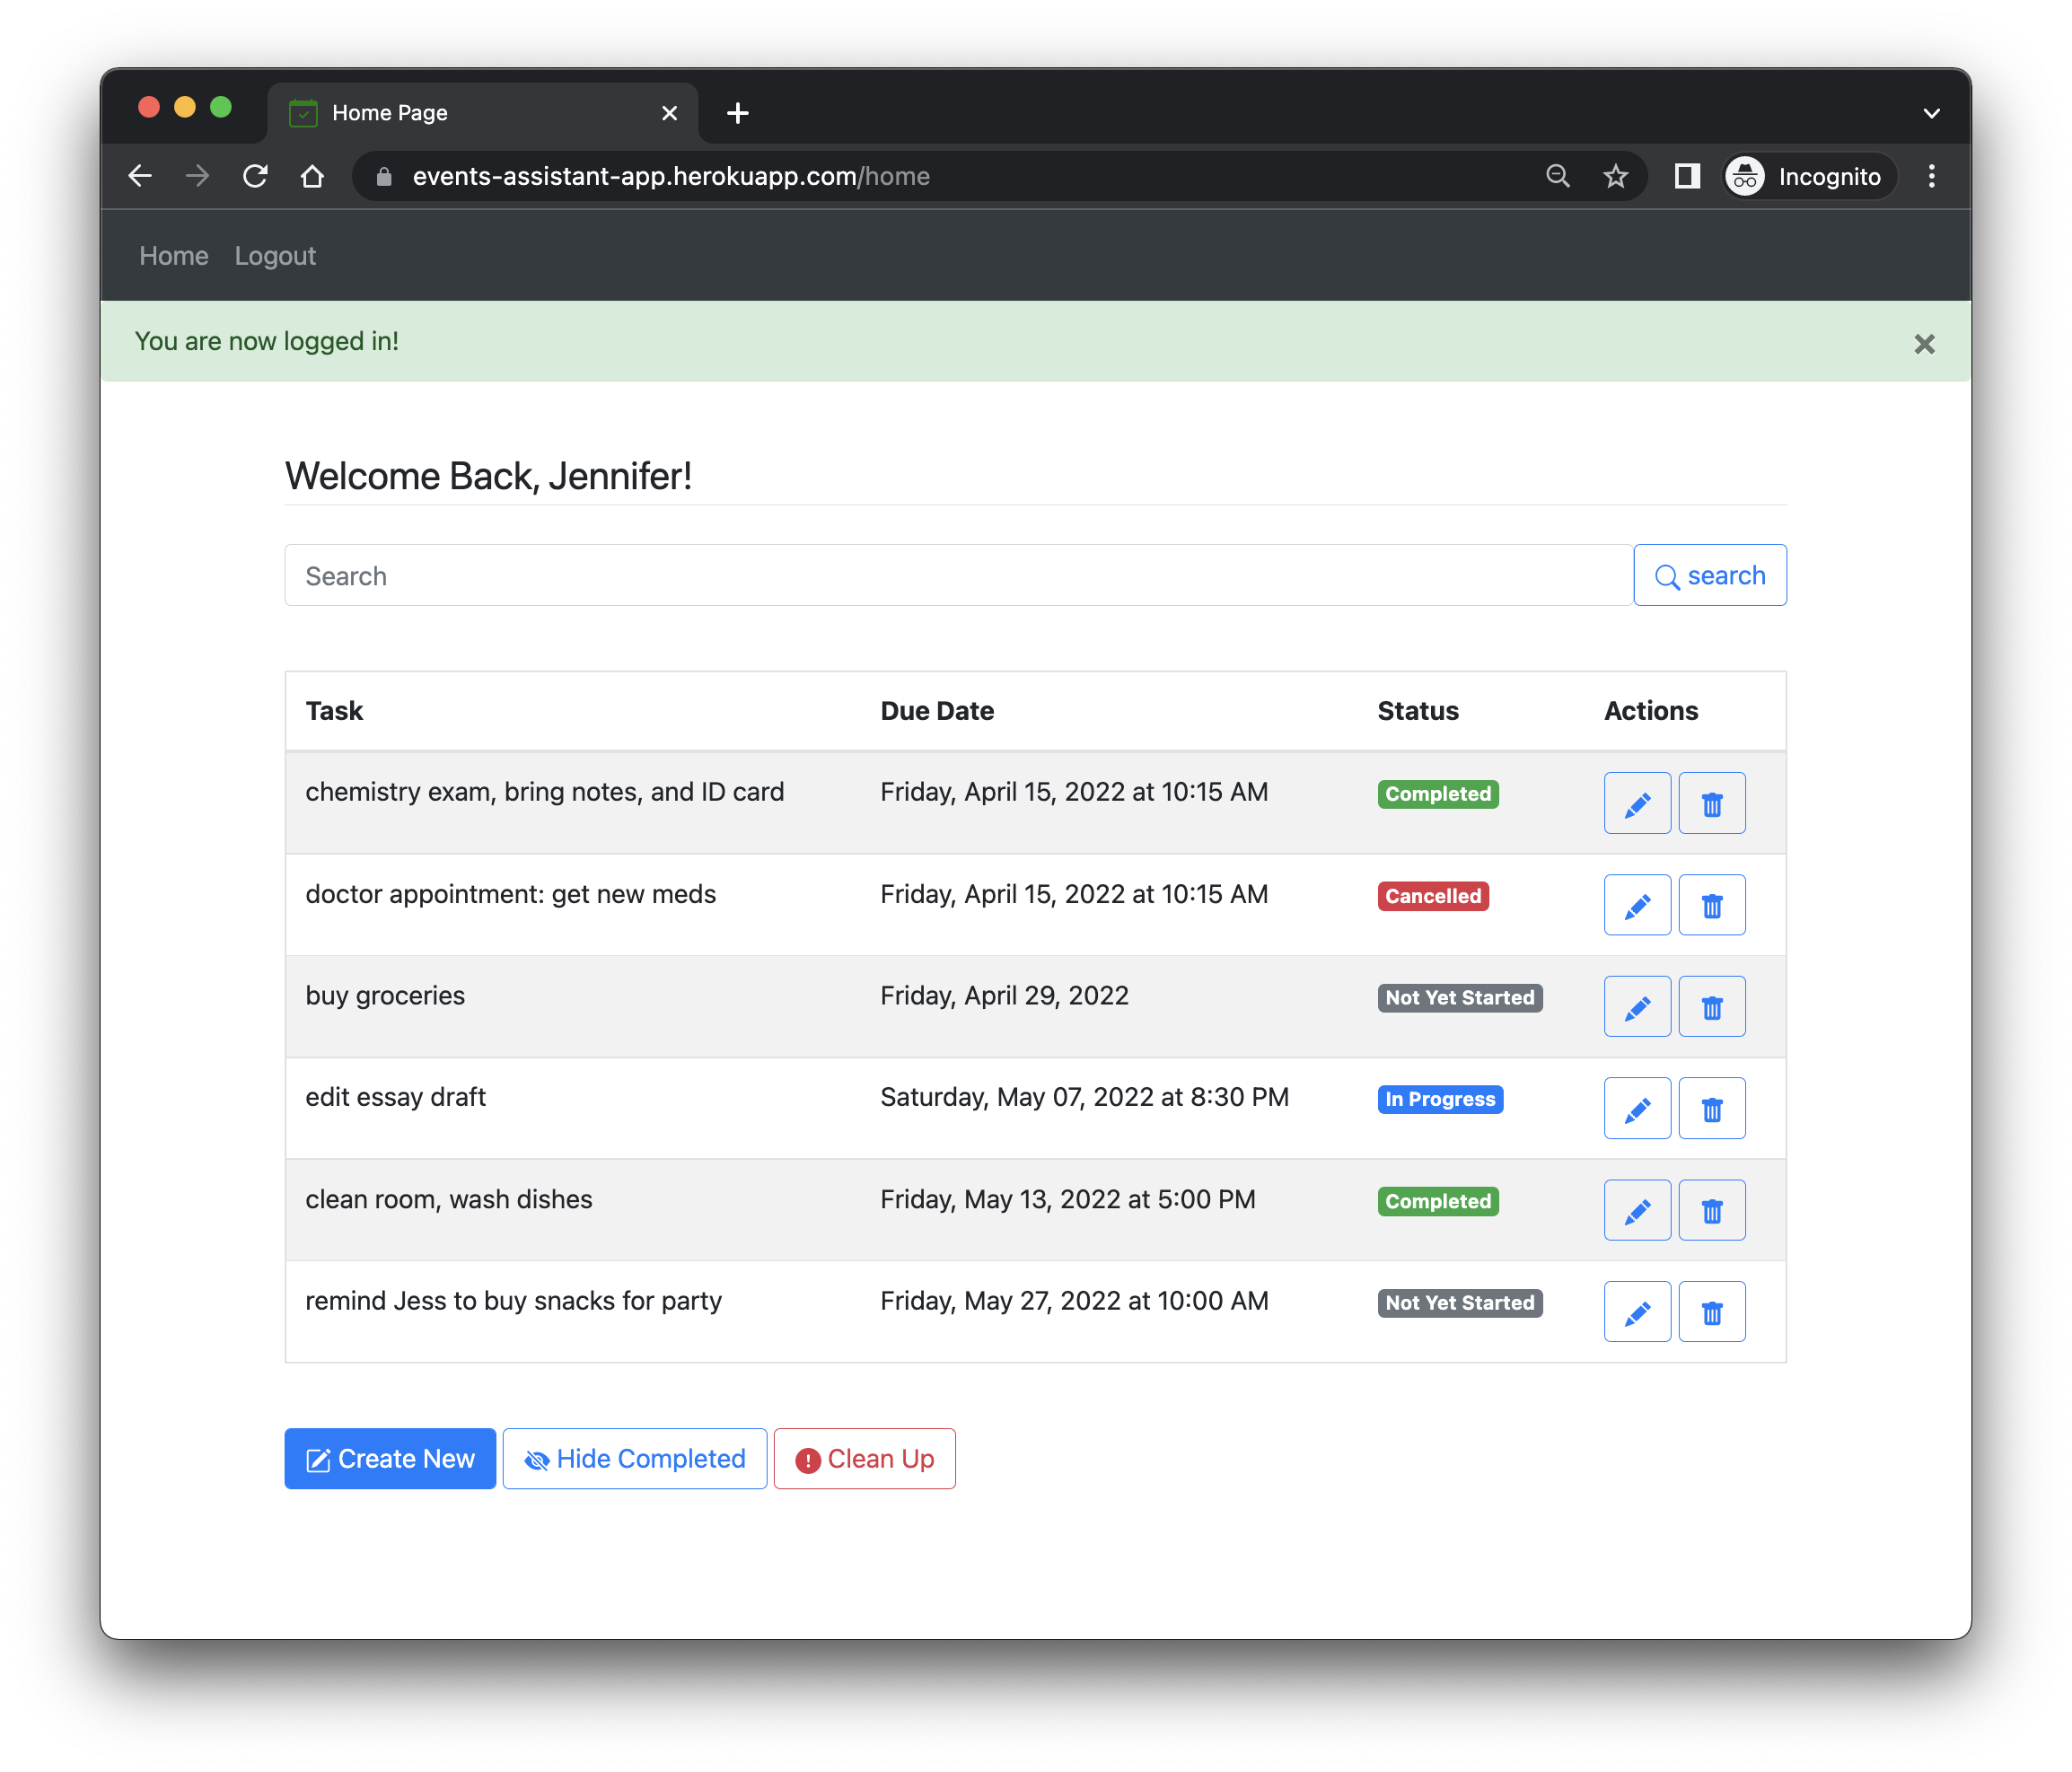 Home Page
events-assistant-app.herokuapp.com/home
Incognito
Home Logout
You are now logged in!
Welcome Back, Jennifer!
Search search
Task Due Date Status Actions
chemistry exam, bring notes, and ID card Friday, April 15, 2022 at 10:15 AM Completed
doctor appointment: get new meds Friday, April 15, 2022 at 10:15 AM Cancelled
buy groceries Friday, April 29, 2022 Not Yet Started
edit essay draft Saturday, May 07, 2022 at 8:30 PM In Progress
clean room, wash dishes Friday, May 13, 2022 at 5:00 PM Completed
remind Jess to buy snacks for party Friday, May 27, 2022 at 10:00 AM Not Yet Started
Create New Hide Completed Clean Up